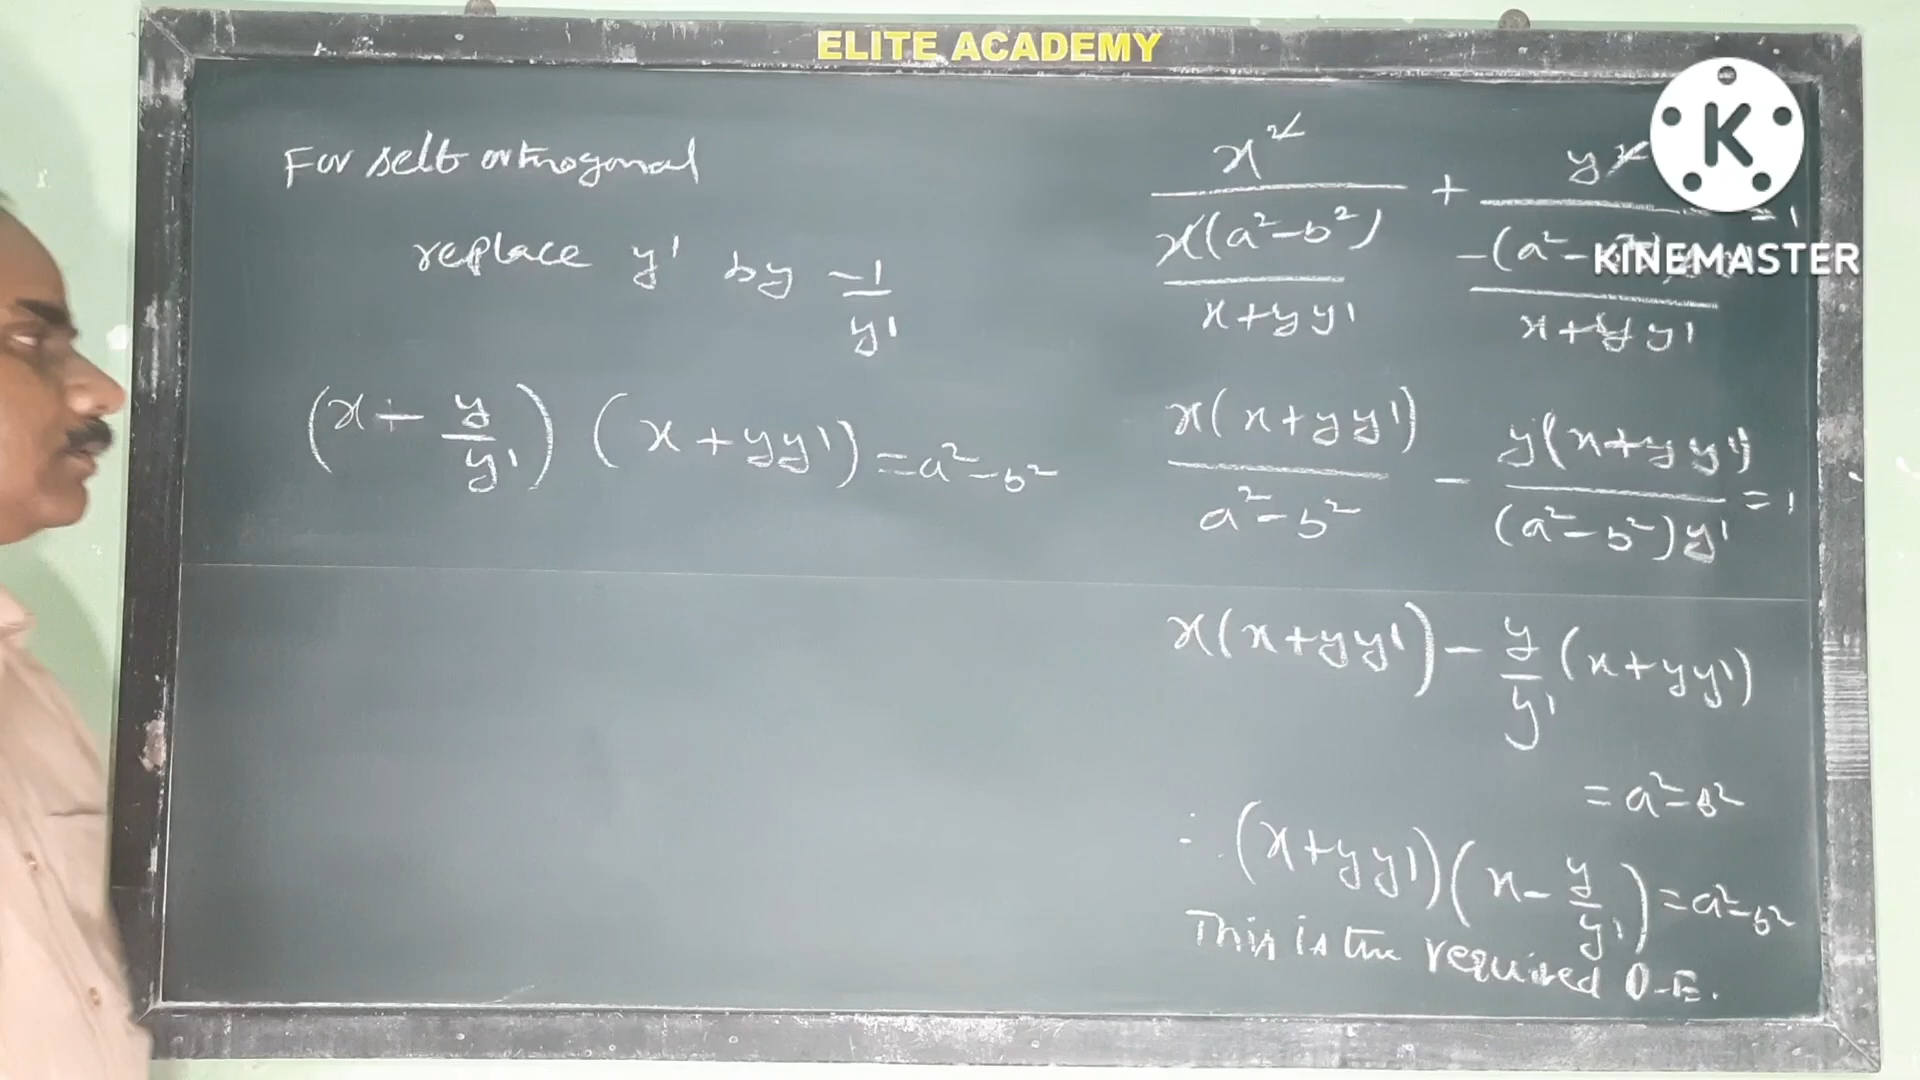 ELITE ACADEMY
For self orthogonal
replace y' by -1/y'
(x - y/y') (x + yy') = a² - b²
x²/(x(a² - b²)/(x + yy')) + y²/(-(a² - /(x + yy')) = 1
x(x + yy')/(a² - b²) - y(x + yy')/((a² - b²)y') = 1
x(x + yy') - y/y' (x + yy')
= a² - b²
∴ (x + yy')(x - y/y') = a² - b²
This is the required D.E.
K
KINEMASTER